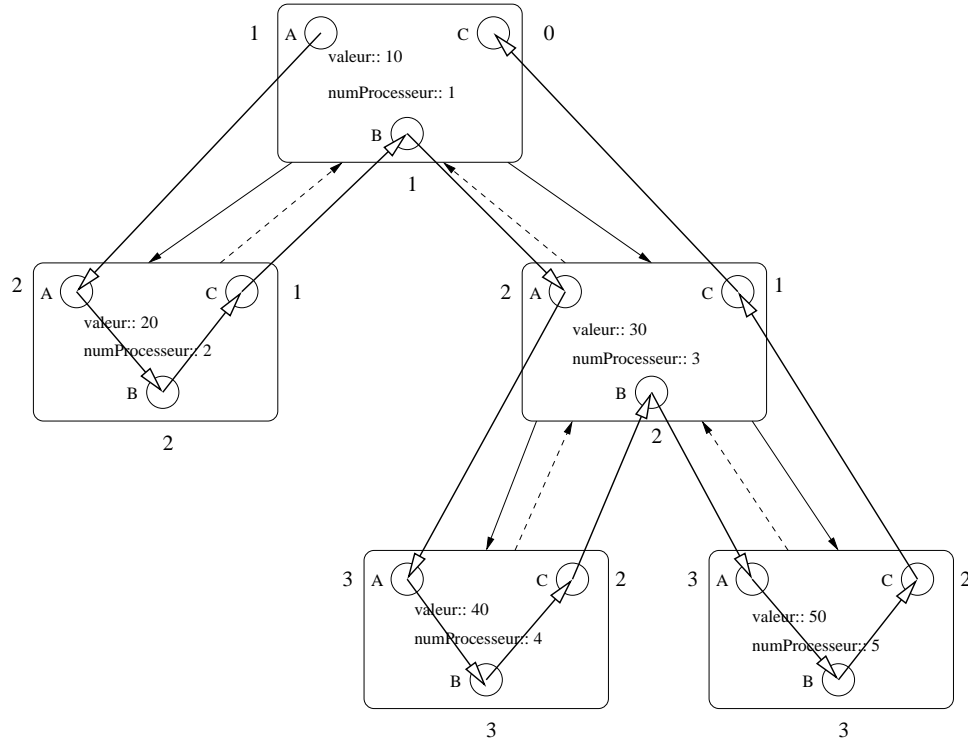 1
A
C
0
valeur:: 10
numProcesseur:: 1
B
1
2
A
C
1
valeur:: 20
numProcesseur:: 2
B
2
2
A
C
1
valeur:: 30
numProcesseur:: 3
B
2
3
A
C
2
valeur:: 40
numProcesseur:: 4
B
3
3
A
C
2
valeur:: 50
numProcesseur:: 5
B
3